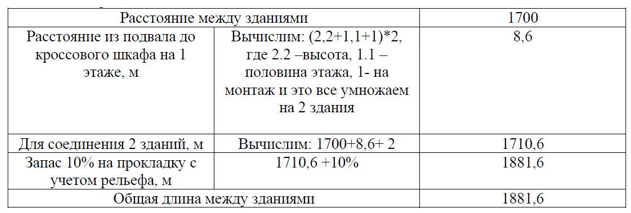 Расстояние между зданиями 1700
Расстояние из подвала до Вычислим: (2,2+1,1+1)*2, 8,6
кроссового шкафа на 1 где 2.2 –высота, 1.1 –
этаже, м половина этажа, 1- на
монтаж и это все умножаем
на 2 здания
Для соединения 2 зданий, м Вычислим: 1700+8,6+ 2 1710,6
Запас 10% на прокладку с 1710,6 +10% 1881,6
учетом рельефа, м
Общая длина между зданиями 1881,6